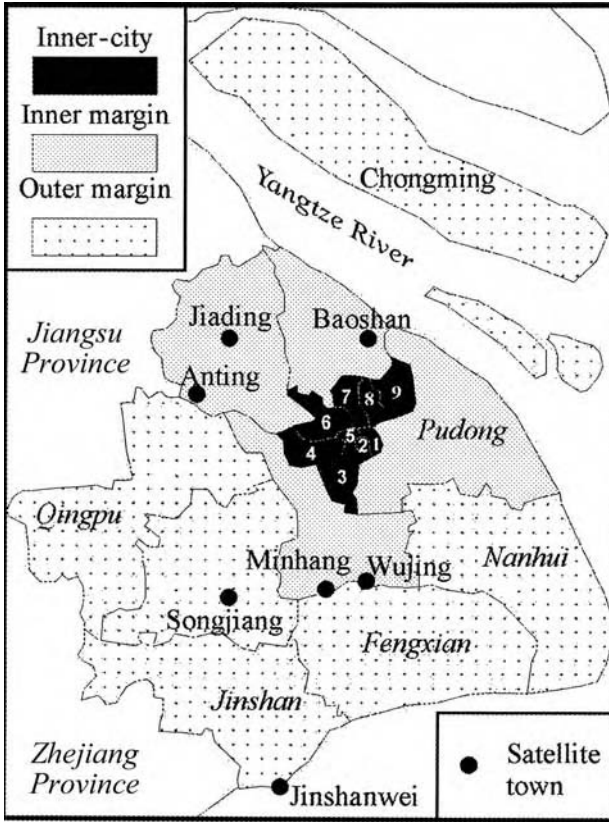 Inner-city
Inner margin
Outer margin
Chongming
Yangtze River
Jiangsu
Province
Jiading
Baoshan
Anting
7
8
9
6
5
4
2
1
3
Pudong
Qingpu
Minhang
Wujing
Nanhui
Songjiang
Fengxian
Jinshan
Zhejiang
Province
Jinshanwei
Satellite
town